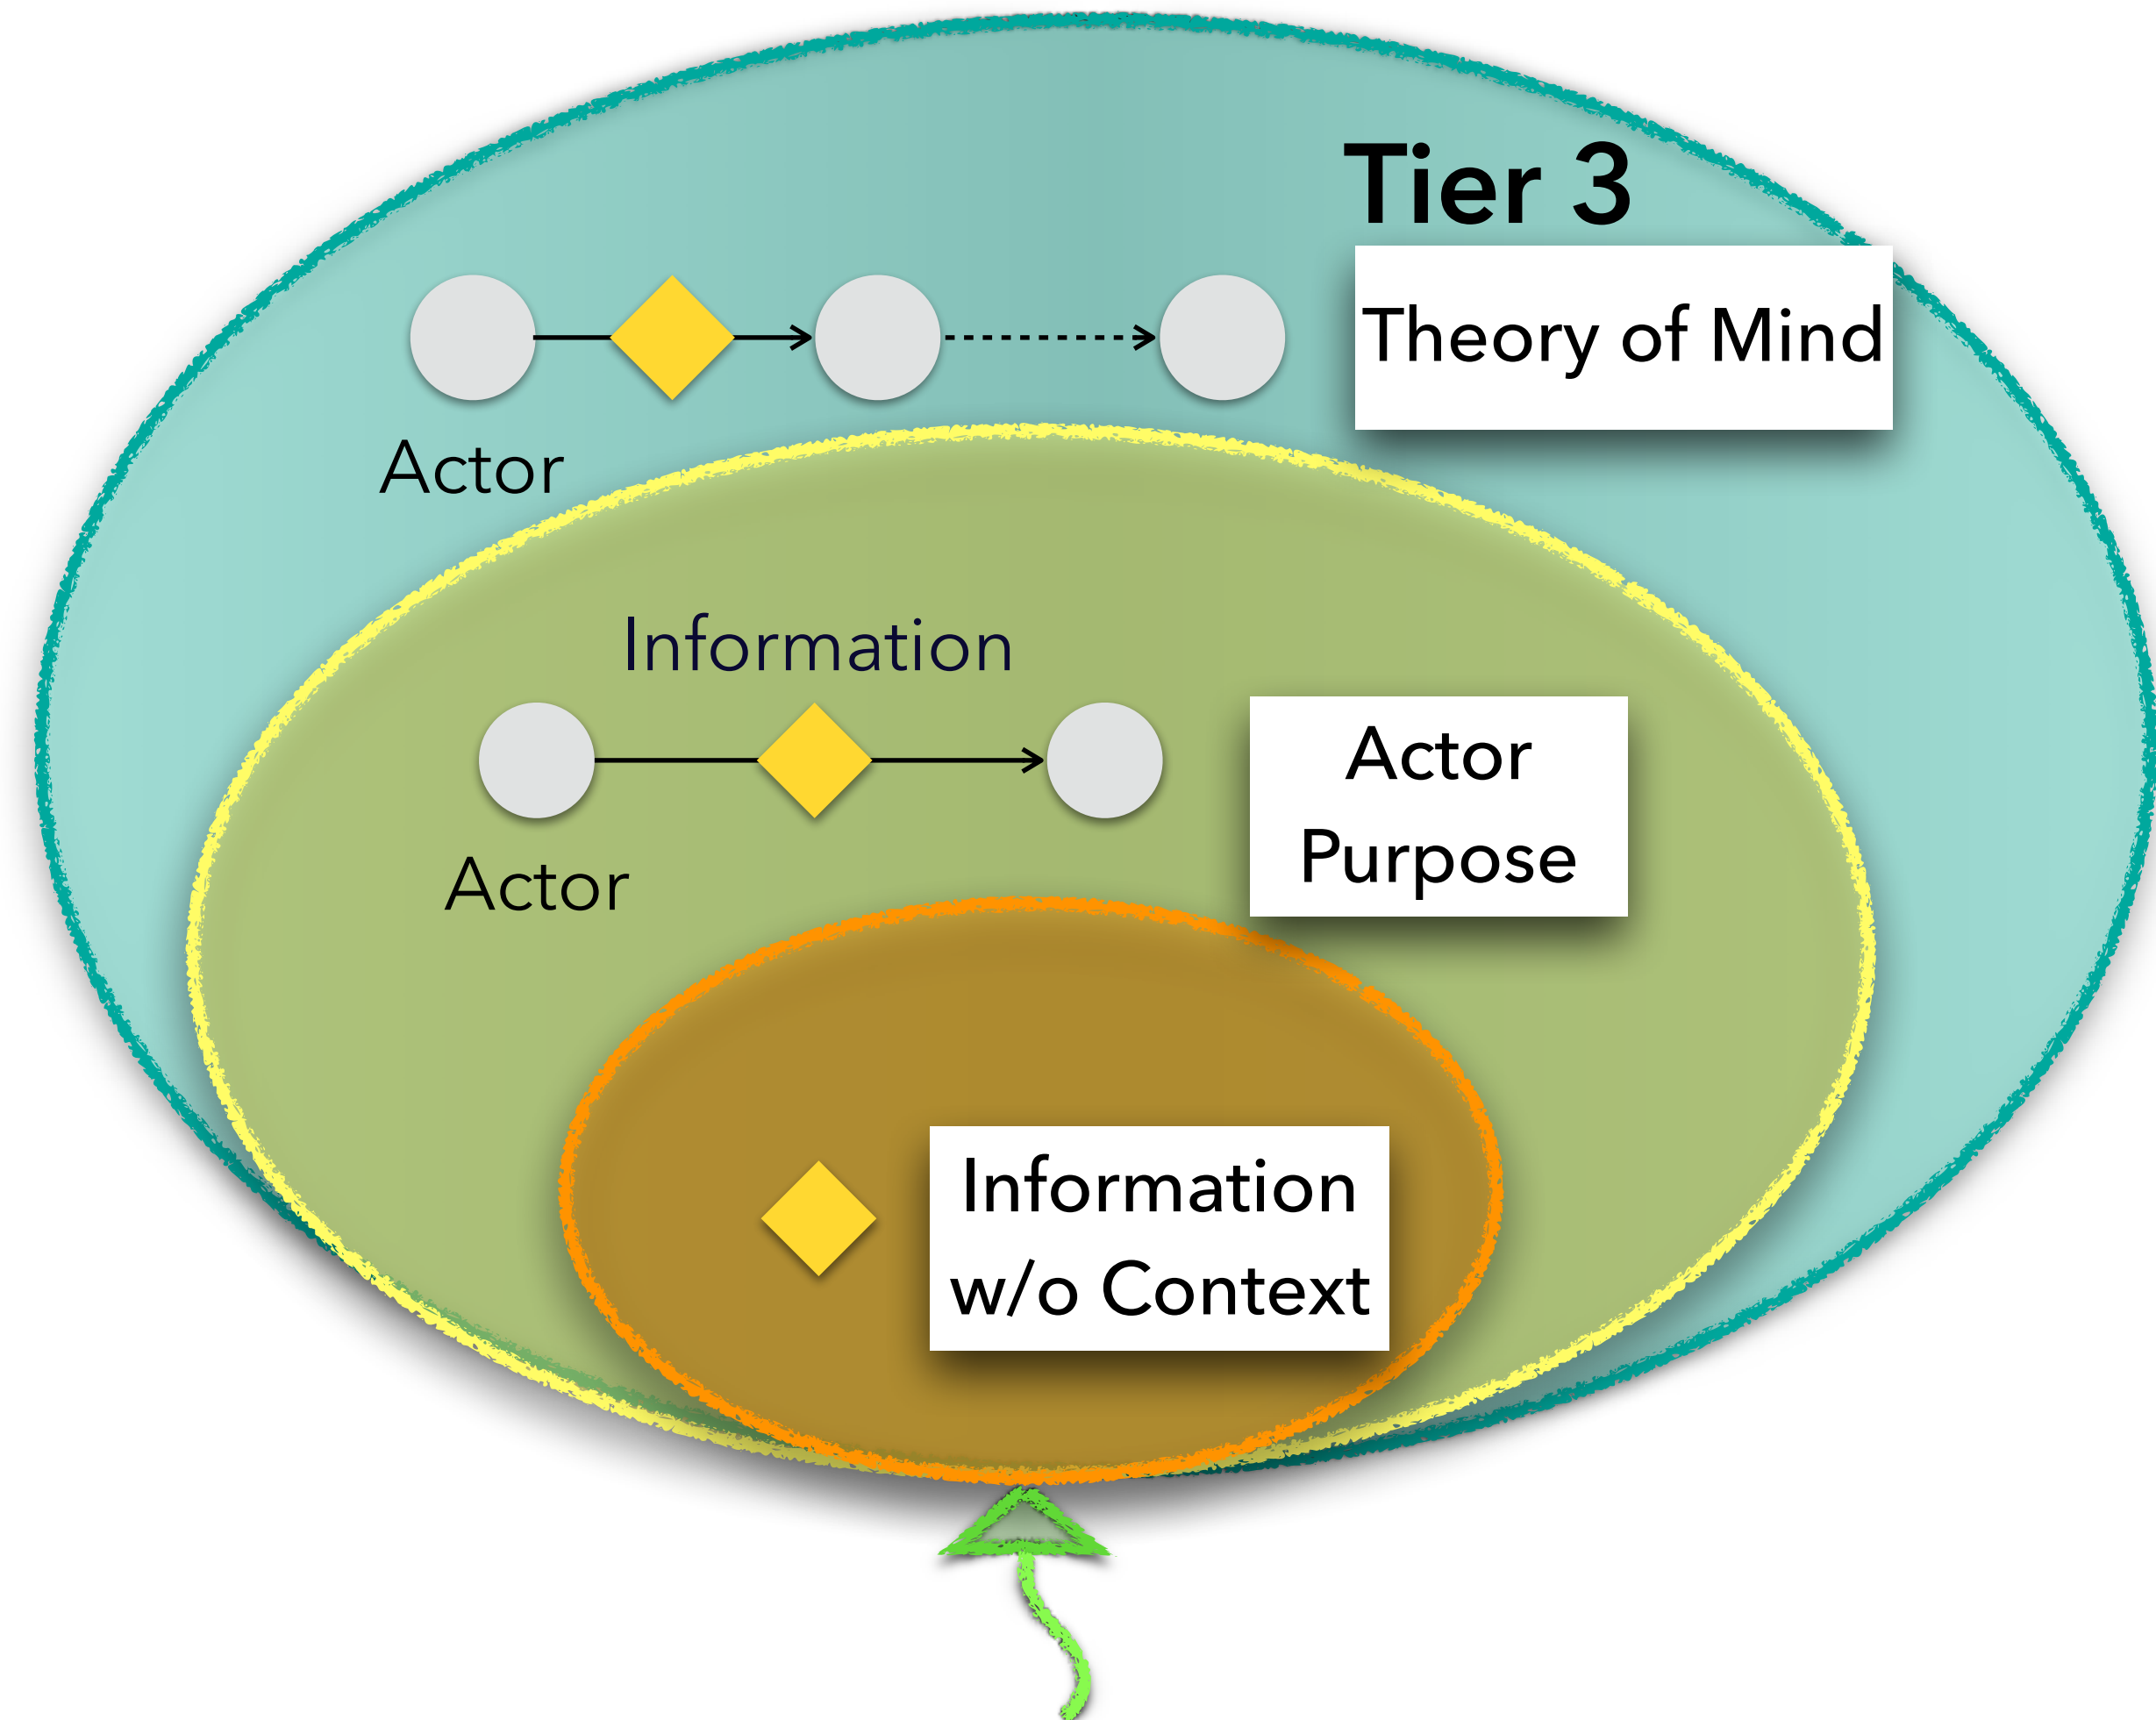 Tier 3
Theory of Mind
Actor
Information
Actor
Purpose
Actor
Information
w/o Context